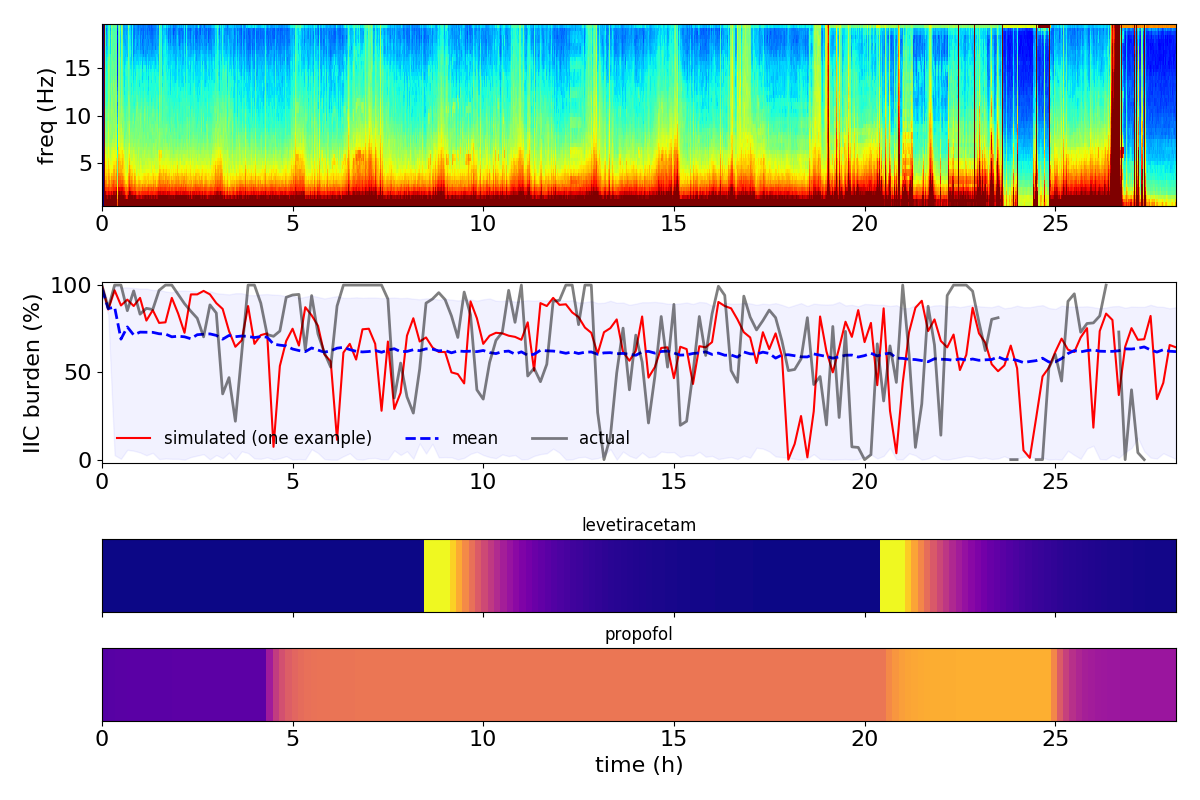 freq (Hz)
15
10
5
0 5 10 15 20 25
IIC burden (%)
100
50
0
simulated (one example) mean actual
0 5 10 15 20 25
levetiracetam
propofol
0 5 10 15 20 25
time (h)